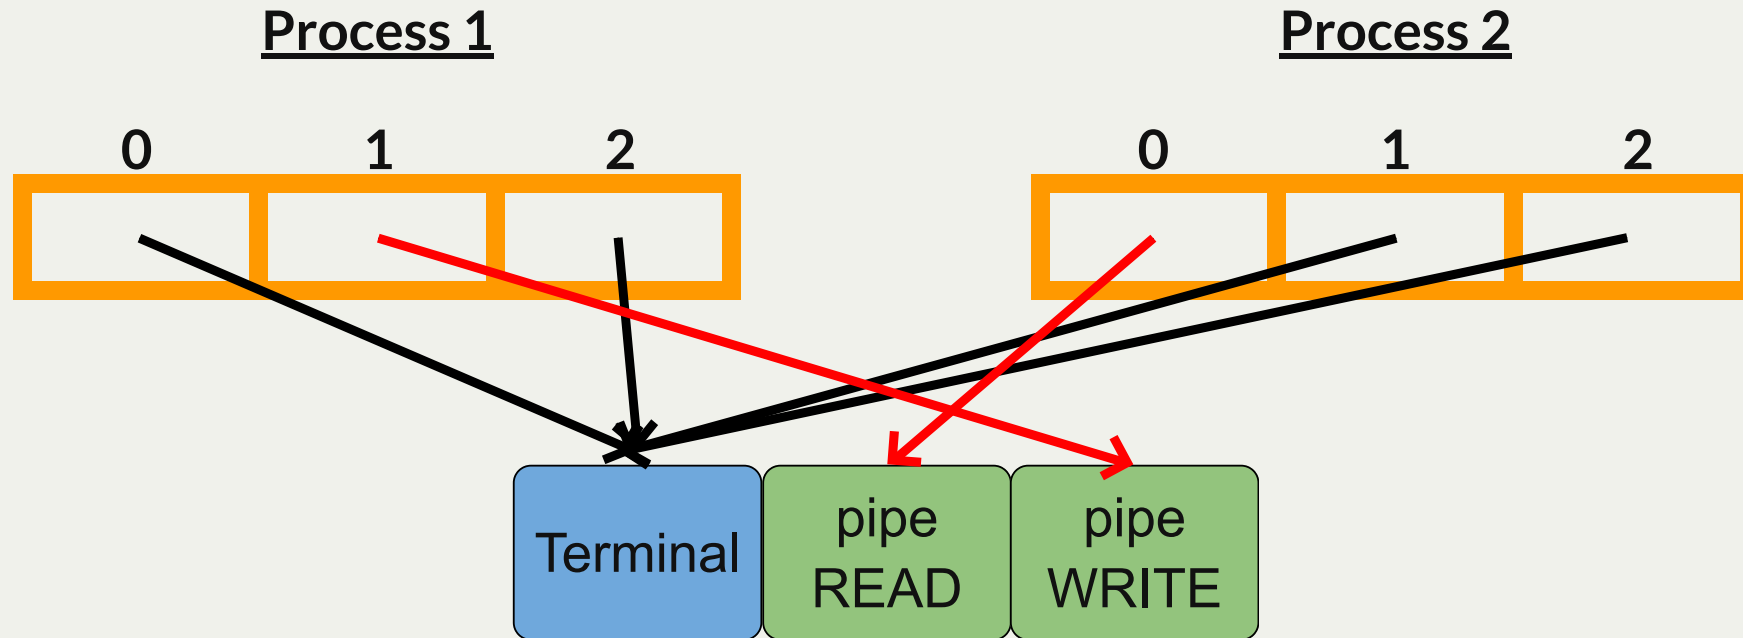 Process 1
Process 2
0 1 2
0 1 2
Terminal
pipe
READ
pipe
WRITE